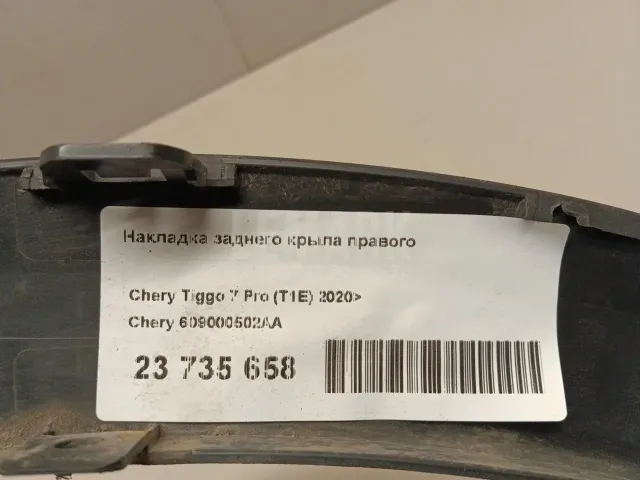 Накладка заднего крыла правого
Chery Tiggo 7 Pro (T1E) 2020>
Chery 609000502AA
23 735 658